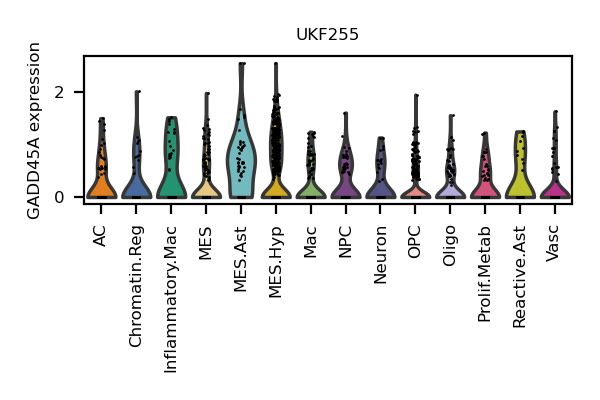 UKF255
GADD45A expression
2
0
AC
Chromatin.Reg
Inflammatory.Mac
MES
MES.Ast
MES.Hyp
Mac
NPC
Neuron
OPC
Oligo
Prolif.Metab
Reactive.Ast
Vasc